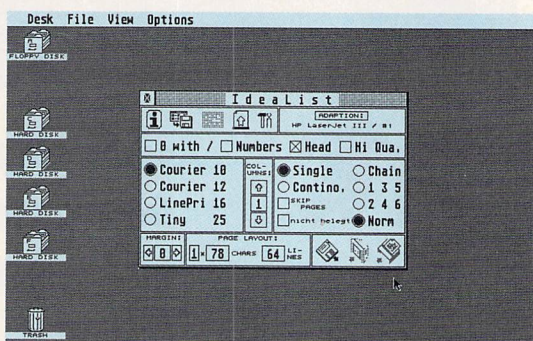 Desk File View Options
FLOPPY DISK
HARD DISK
HARD DISK
HARD DISK
HARD DISK
TRASH
IdeaList
ADAPTION:
HP LaserJet III / #1
0 with / Numbers Head Hi Qua.
Courier 10
Courier 12
LinePri 16
Tiny 25
COL-
UMNS:
1
Single
Contino.
SKIP
PAGES
nicht belegt
Chain
1 3 5
2 4 6
Norm
MARGIN:
0
PAGE LAYOUT:
1 × 78 CHARS 64 LI-
NES